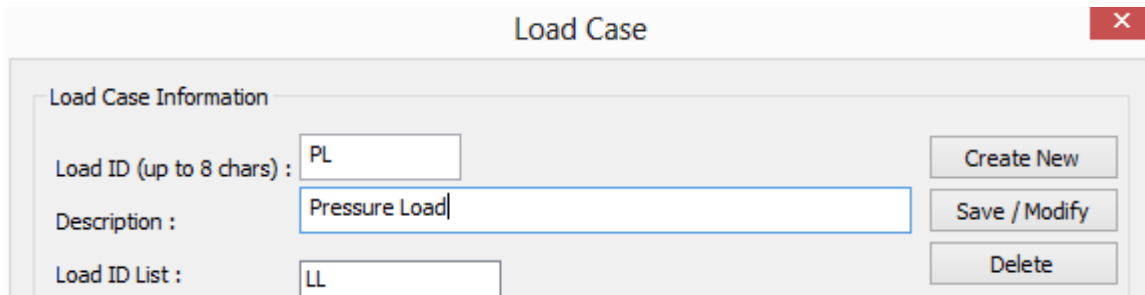 Load Case
Load Case Information
Load ID (up to 8 chars) : PL
Create New
Description : Pressure Load
Save / Modify
Delete
Load ID List : LL